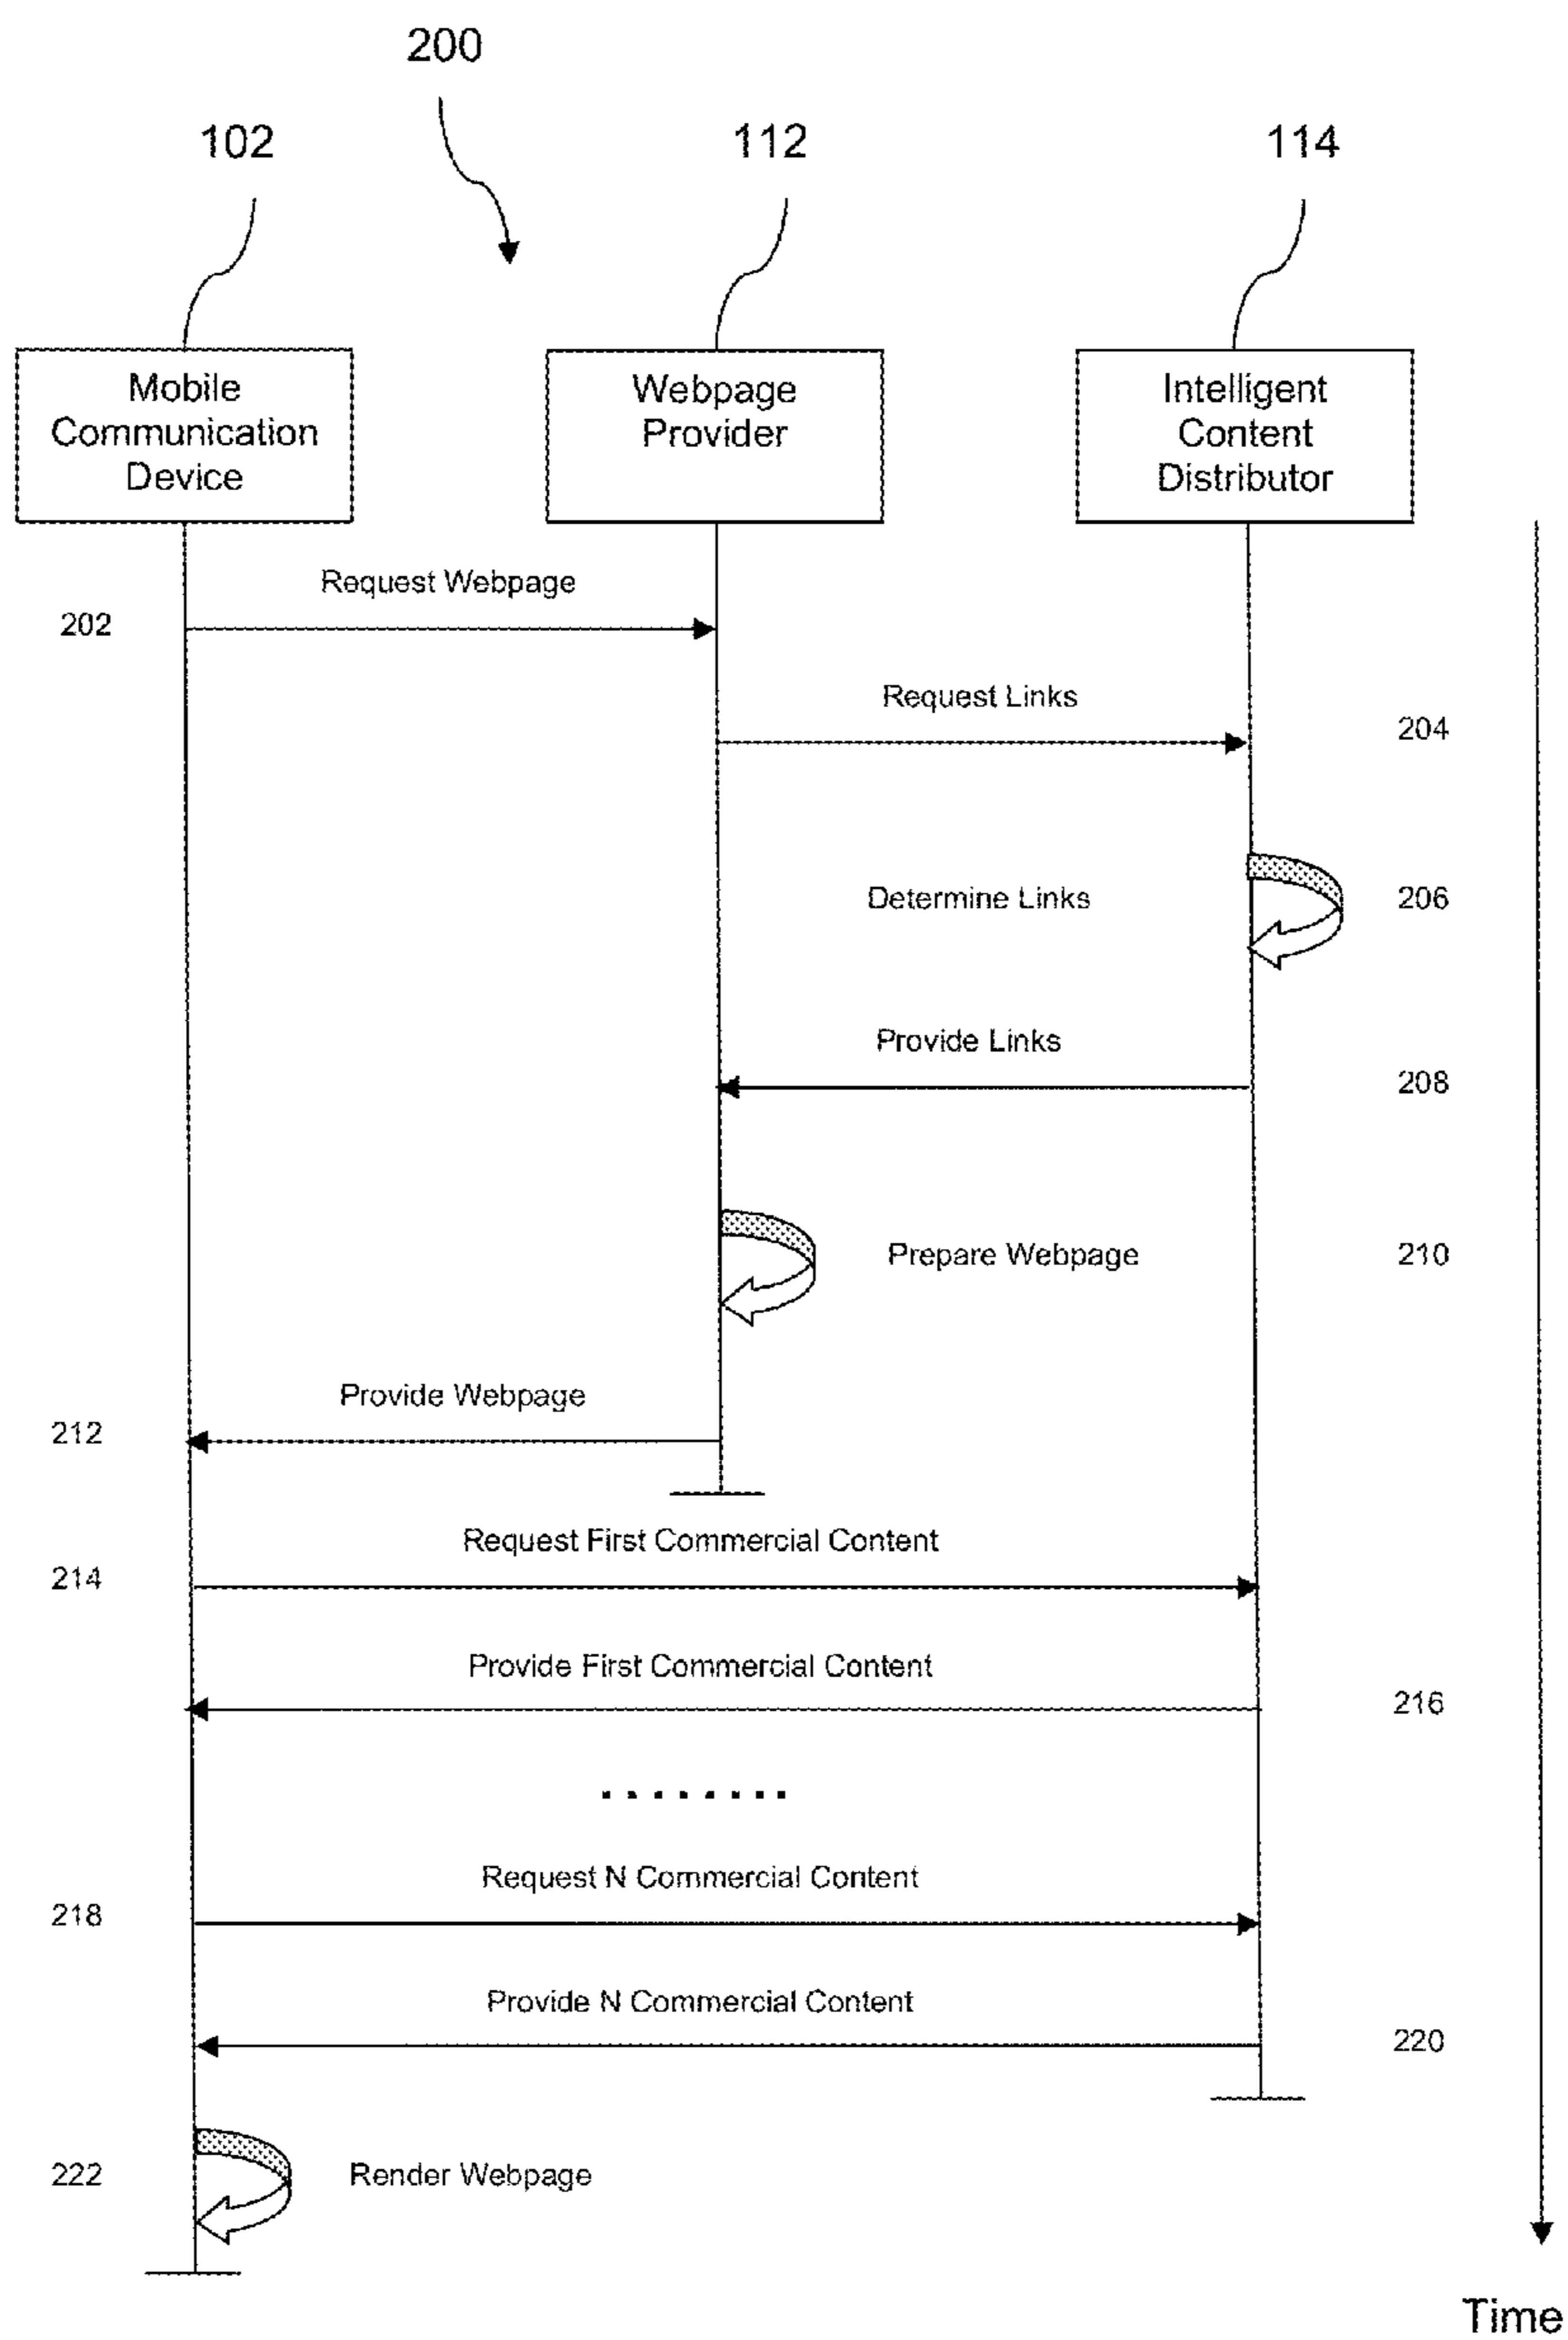 200
102
112
114
Mobile
Communication
Device
Webpage
Provider
Intelligent
Content
Distributor
Request Webpage
202
Request Links
204
Determine Links
206
Provide Links
208
Prepare Webpage
210
Provide Webpage
212
Request First Commercial Content
214
Provide First Commercial Content
216
........
Request N Commercial Content
218
Provide N Commercial Content
220
222
Render Webpage
Time